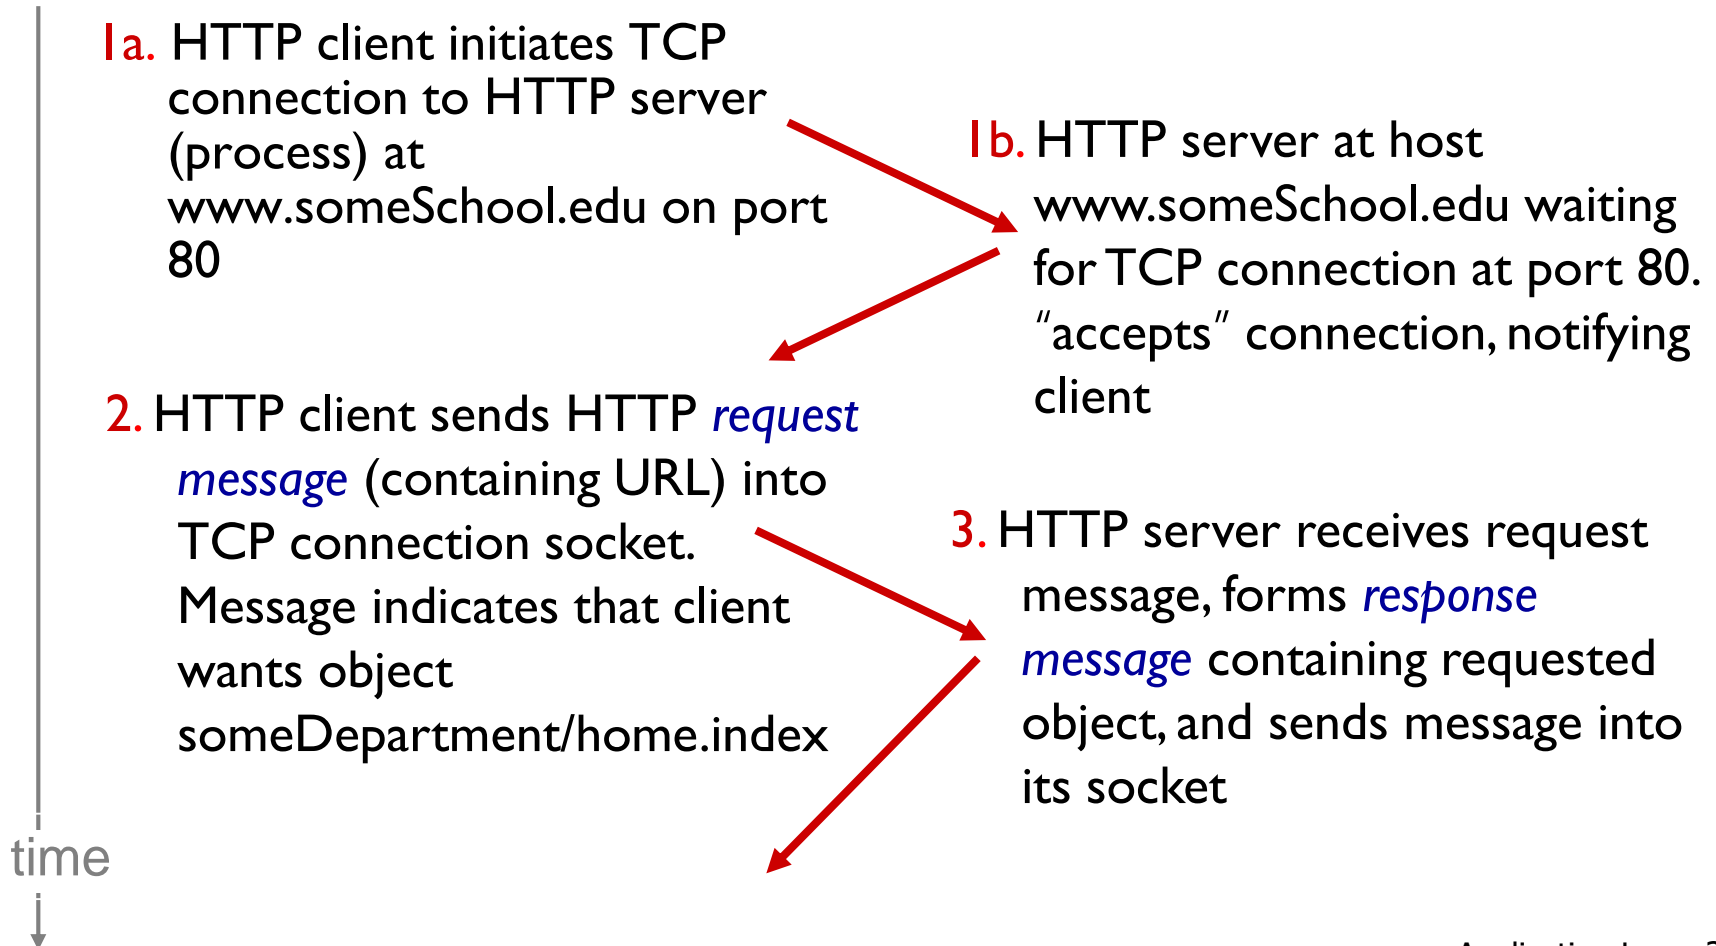 1a. HTTP client initiates TCP
connection to HTTP server
(process) at
www.someSchool.edu on port
80
1b. HTTP server at host
www.someSchool.edu waiting
for TCP connection at port 80.
“accepts” connection, notifying
client
2. HTTP client sends HTTP request
message (containing URL) into
TCP connection socket.
Message indicates that client
wants object
someDepartment/home.index
3. HTTP server receives request
message, forms response
message containing requested
object, and sends message into
its socket
time